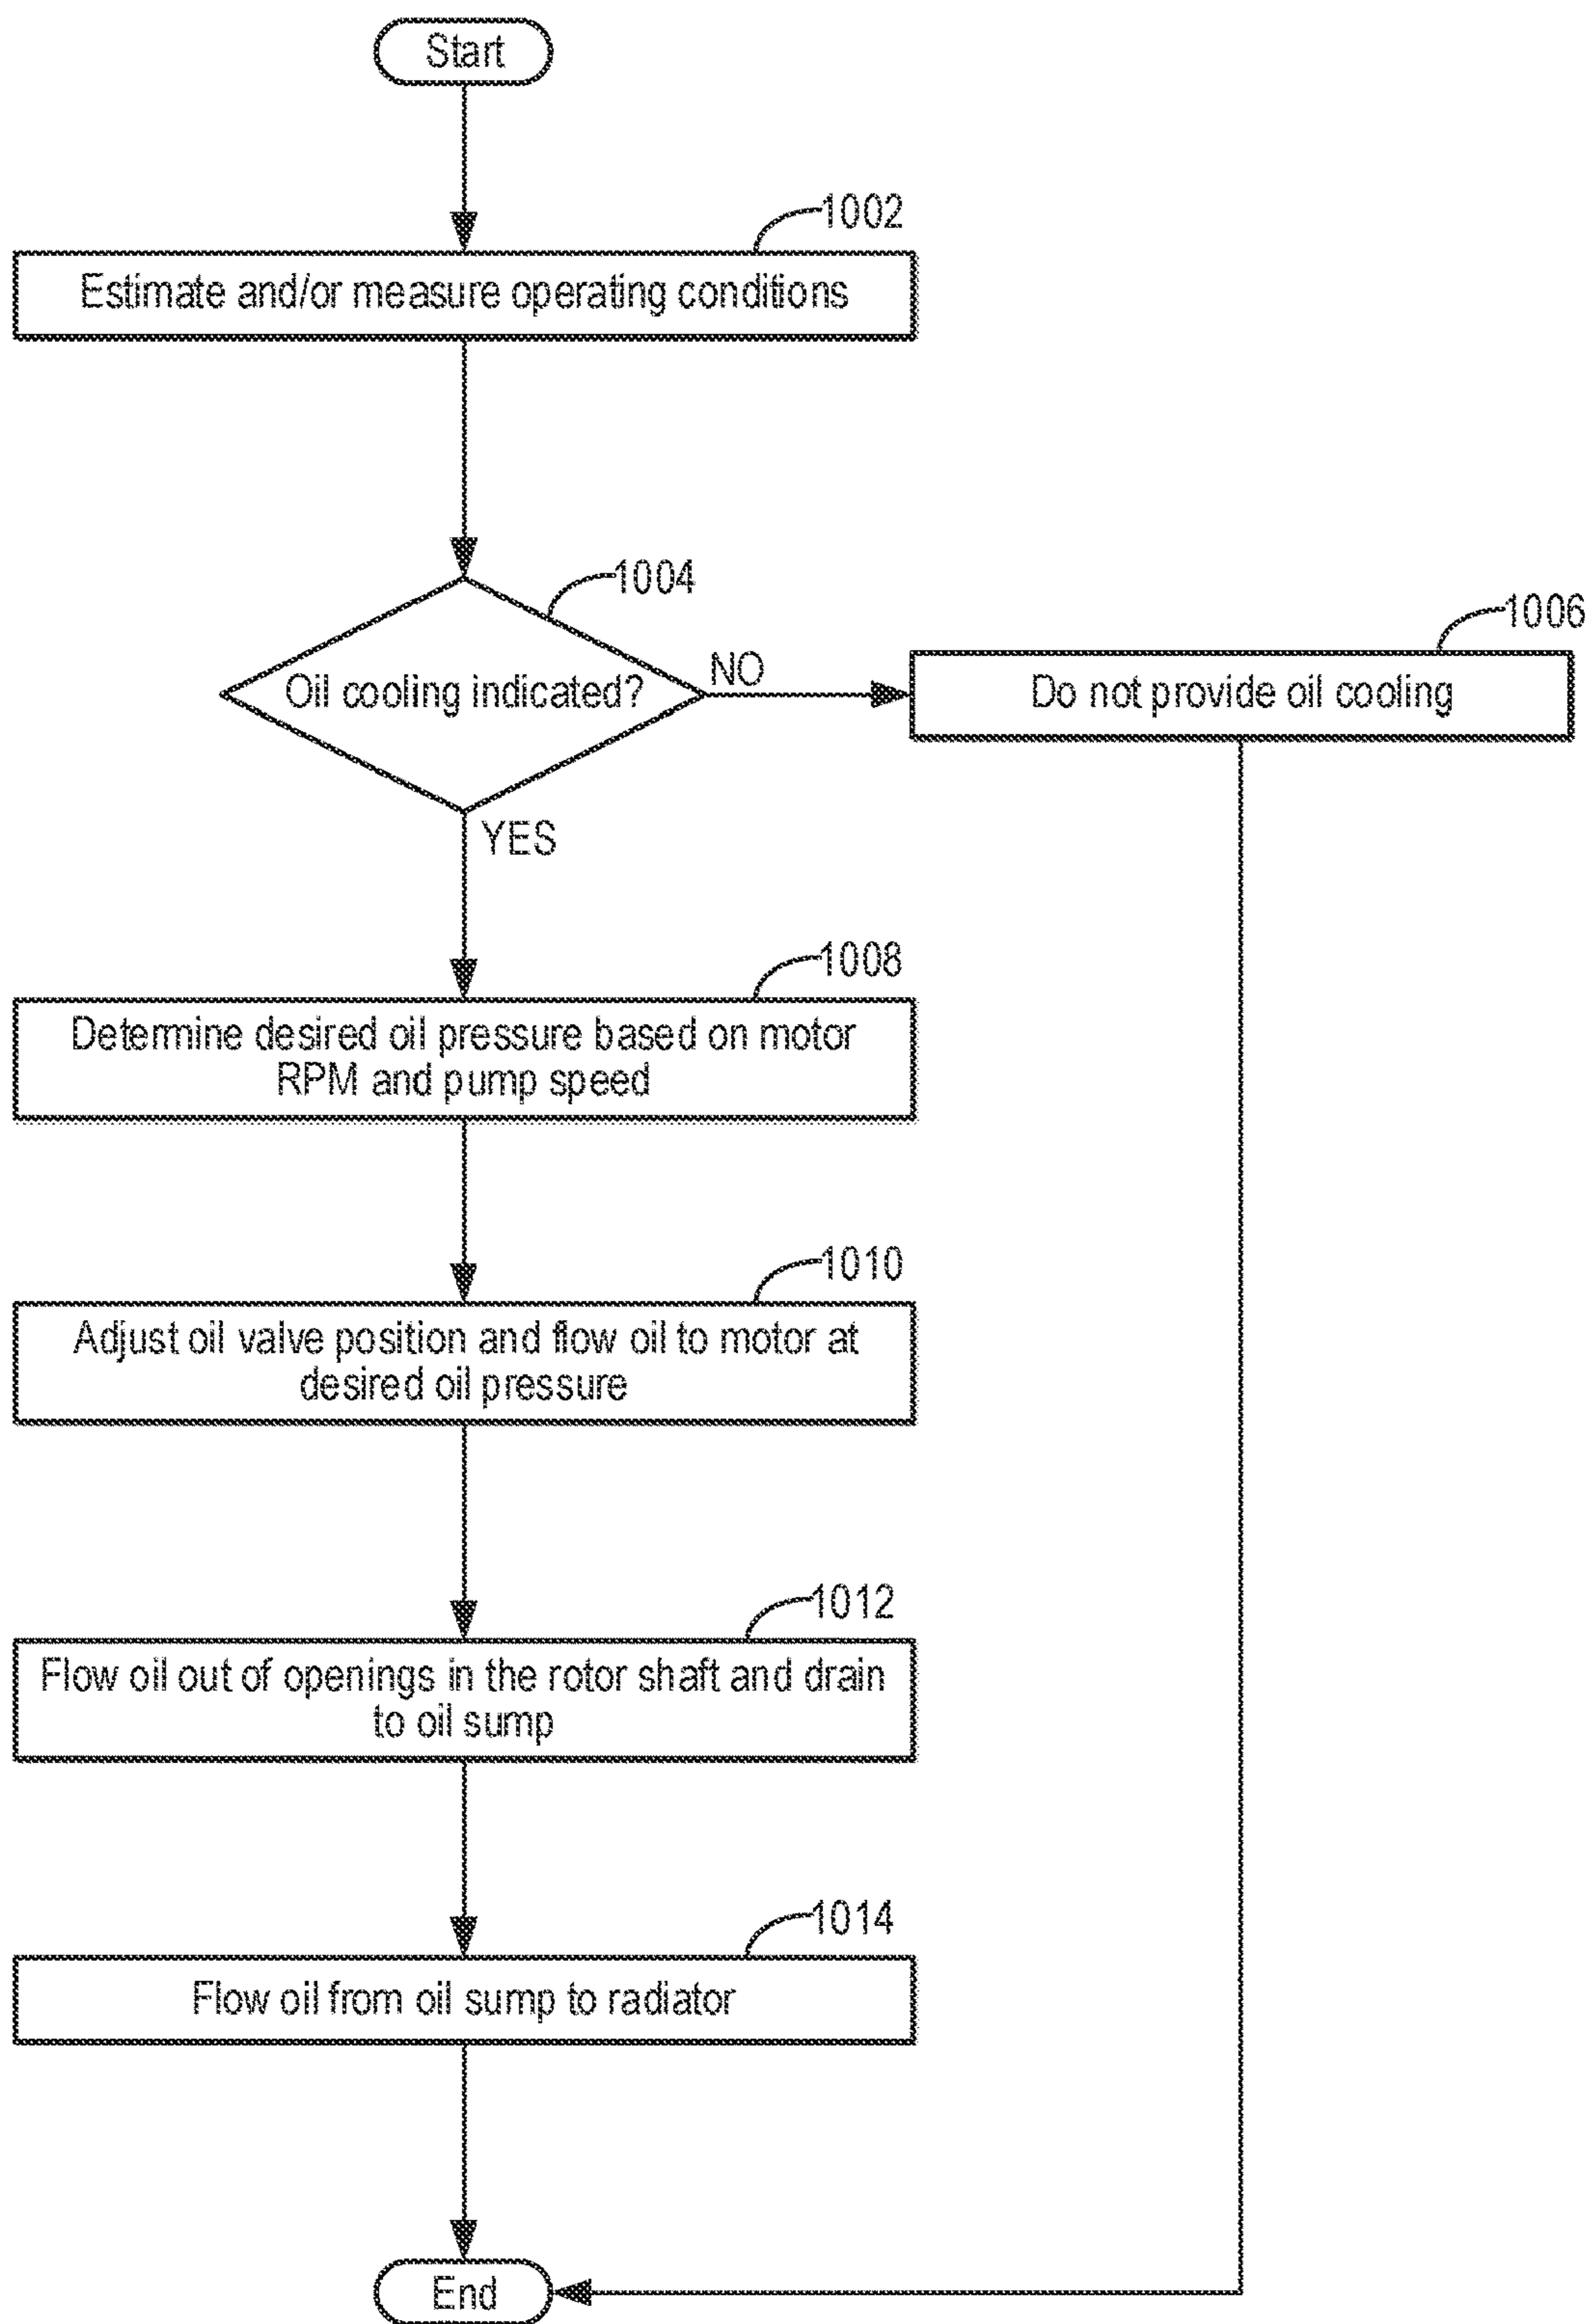 Start
1002
Estimate and/or measure operating conditions
1004
Oil cooling indicated?
NO
1006
Do not provide oil cooling
YES
1008
Determine desired oil pressure based on motor
RPM and pump speed
1010
Adjust oil valve position and flow oil to motor at
desired oil pressure
1012
Flow oil out of openings in the rotor shaft and drain
to oil sump
1014
Flow oil from oil sump to radiator
End